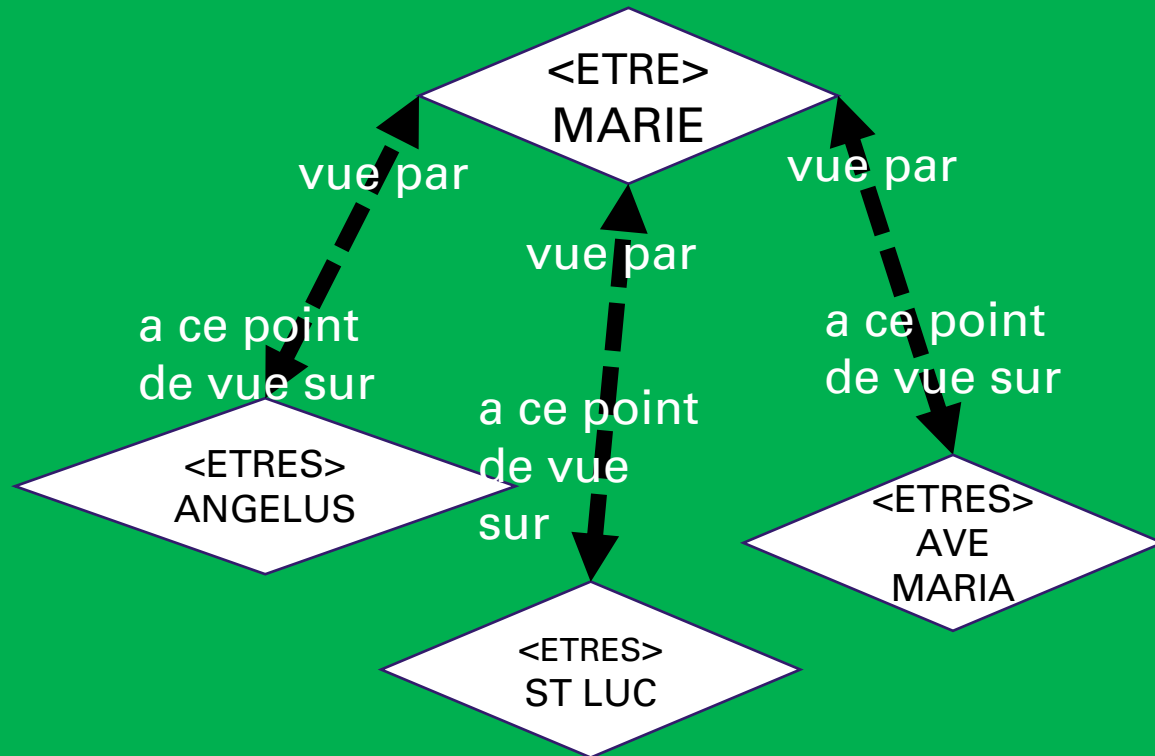 <ETRE>
MARIE
vue par
vue par
vue par
a ce point
de vue sur
a ce point
de vue
sur
a ce point
de vue sur
<ETRES>
ANGELUS
<ETRES>
ST LUC
<ETRES>
AVE
MARIA